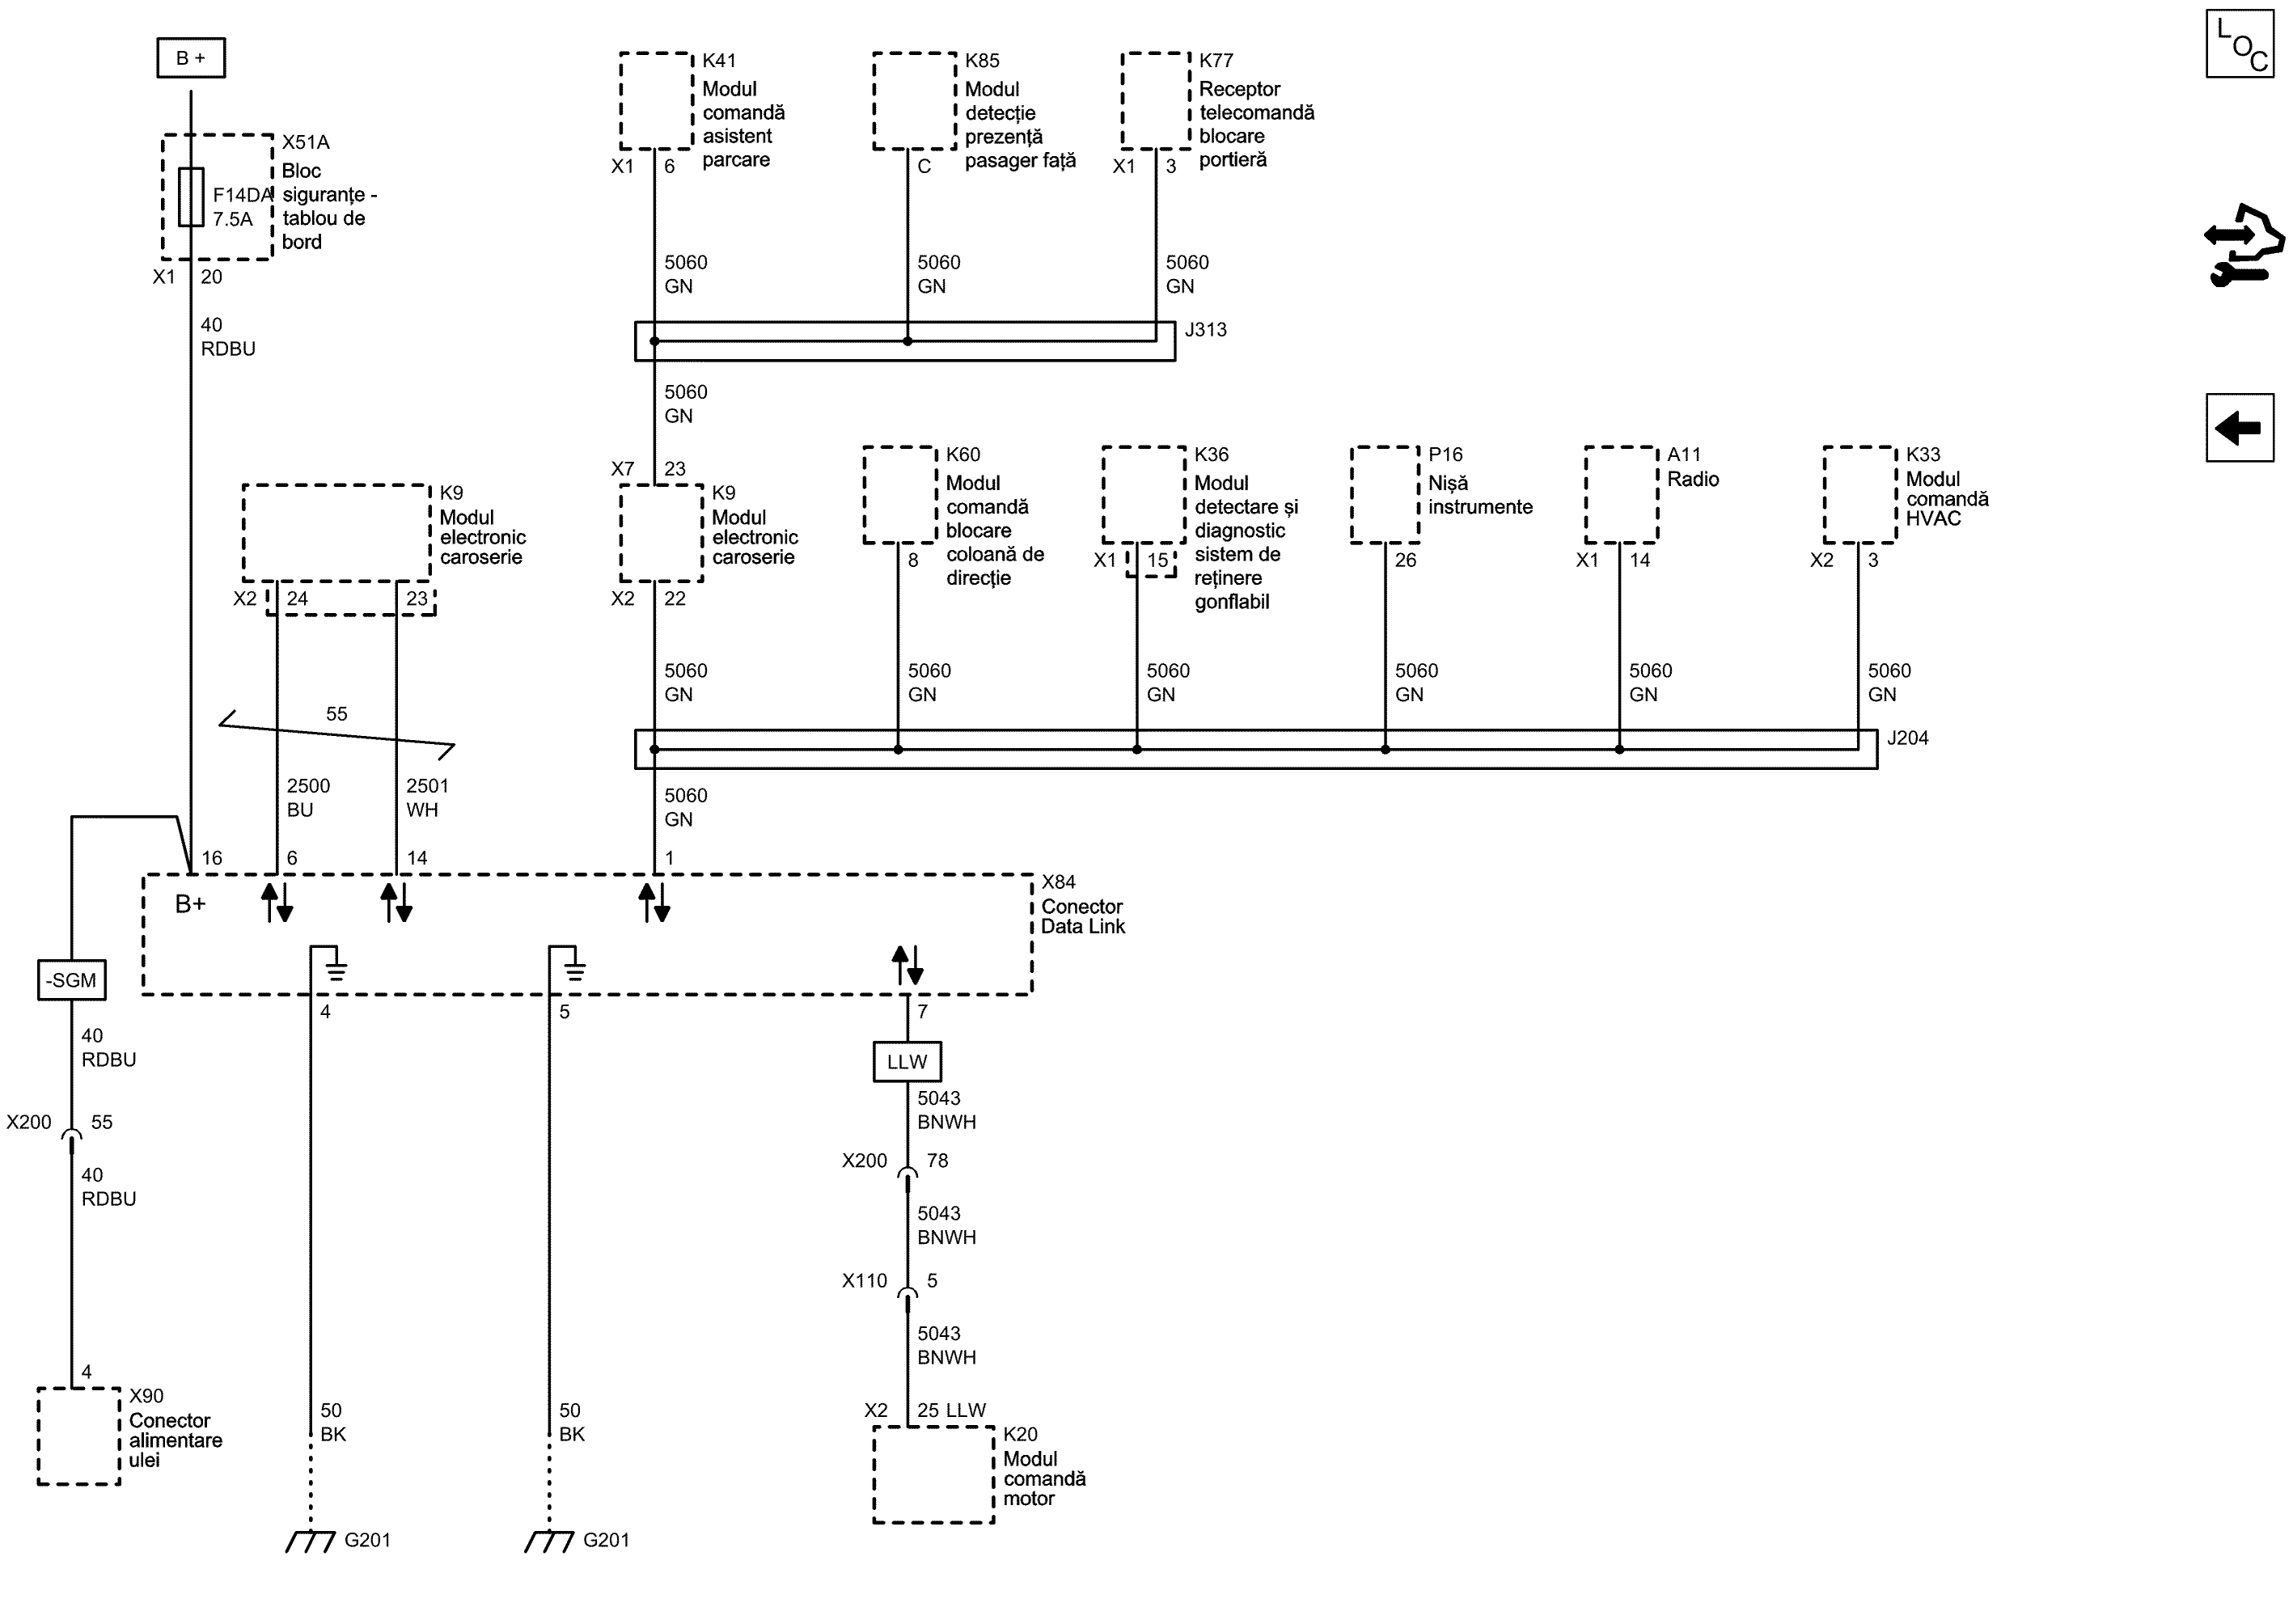 B +
X51A
Bloc
siguranțe -
tablou de
bord
F14DA
7.5A
X1 20
40
RDBU
K41
Modul
comandă
asistent
parcare
X1 6
5060
GN
K85
Modul
detecție
prezență
pasager față
C
5060
GN
K77
Receptor
telecomandă
blocare
portieră
X1 3
5060
GN
J313
5060
GN
X7 23
K9
Modul
electronic
caroserie
X2 24 23
55
2500
BU
2501
WH
K9
Modul
electronic
caroserie
X2 22
5060
GN
K60
Modul
comandă
blocare
coloană de
direcție
8
5060
GN
K36
Modul
detectare și
diagnostic
sistem de
reținere
gonflabil
X1 15
5060
GN
P16
Nișă
instrumente
26
5060
GN
A11
Radio
X1 14
5060
GN
K33
Modul
comandă
HVAC
X2 3
5060
GN
J204
5060
GN
16 6 14 1
B+
X84
Conector
Data Link
4 5 7
-SGM
40
RDBU
X200 55
40
RDBU
4
X90
Conector
alimentare
ulei
50
BK
G201
50
BK
G201
LLW
5043
BNWH
X200 78
5043
BNWH
X110 5
5043
BNWH
X2 25 LLW
K20
Modul
comandă
motor
LOC